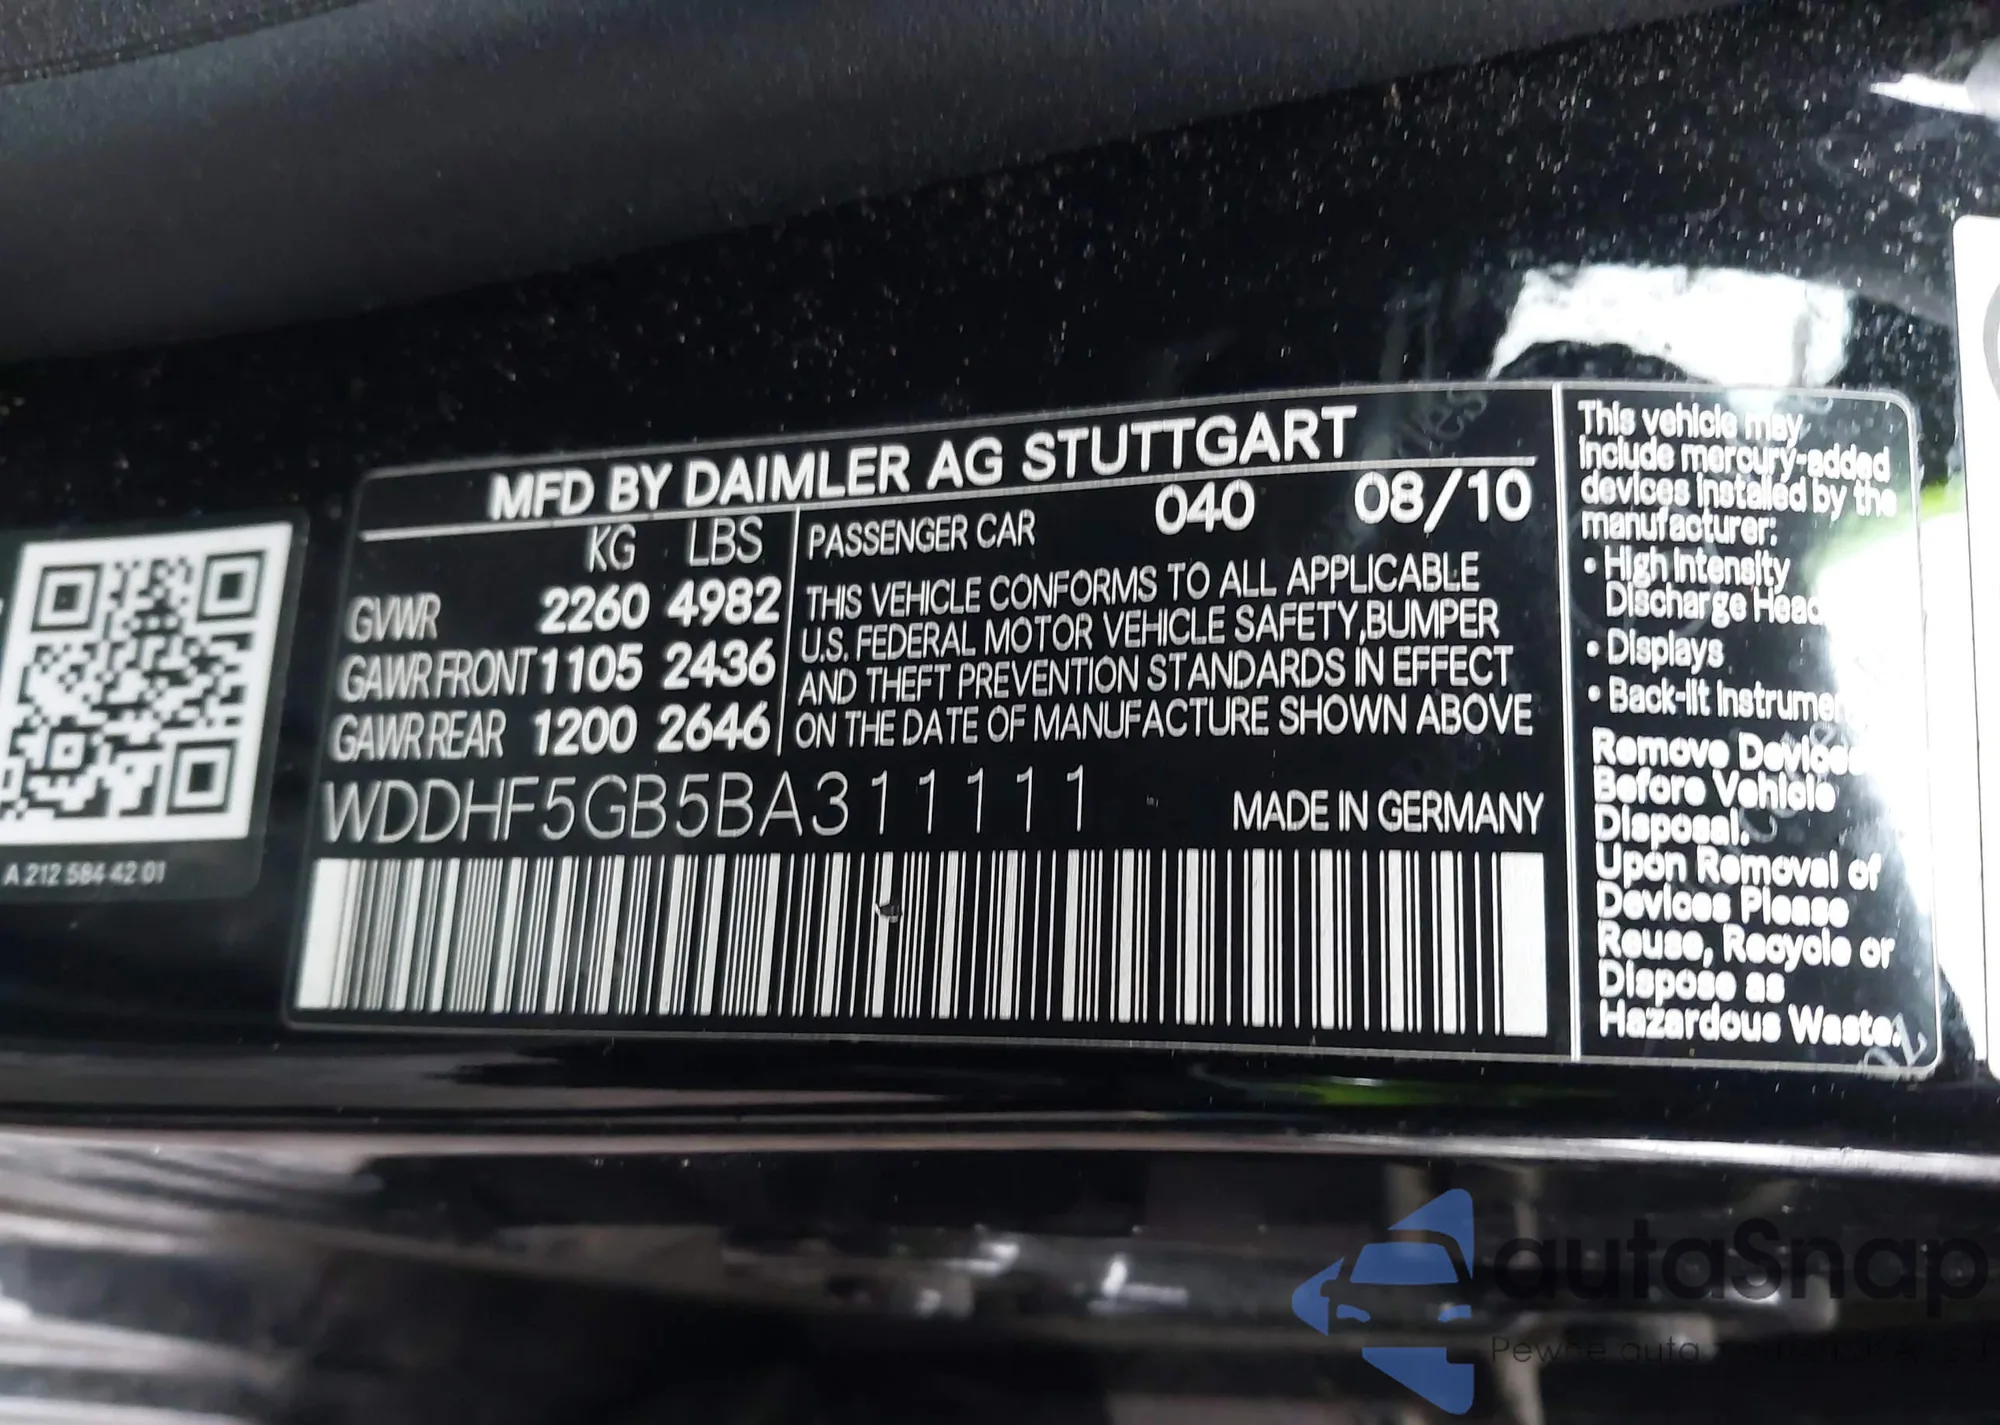 MFD BY DAIMLER AG STUTTGART
KG LBS
GVWR 2260 4982
GAWR FRONT 1105 2436
GAWR REAR 1200 2646
PASSENGER CAR 040 08/10
THIS VEHICLE CONFORMS TO ALL APPLICABLE
U.S. FEDERAL MOTOR VEHICLE SAFETY,BUMPER
AND THEFT PREVENTION STANDARDS IN EFFECT
ON THE DATE OF MANUFACTURE SHOWN ABOVE
WDDHF5GB5BA311111
MADE IN GERMANY
This vehicle may
include mercury-added
devices installed by the
manufacturer:
• High Intensity
Discharge
• Displays
• Back-lit
Remove
Before Vehicle
Disposal.
Upon Removal of
Devices Please
Reuse, Recycle or
Dispose as
Hazardous Waste.
A 212 584 42 01
autaSnap
Pewne auta